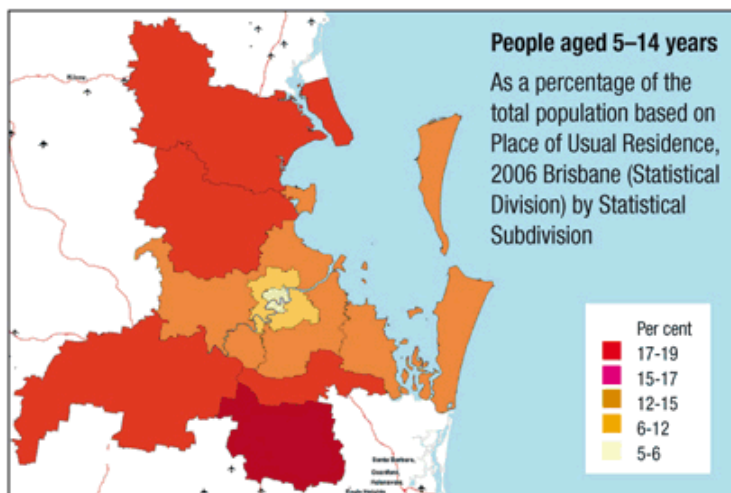 People aged 5–14 years
As a percentage of the
total population based on
Place of Usual Residence,
2006 Brisbane (Statistical
Division) by Statistical
Subdivision
Per cent
17-19
15-17
12-15
6-12
5-6